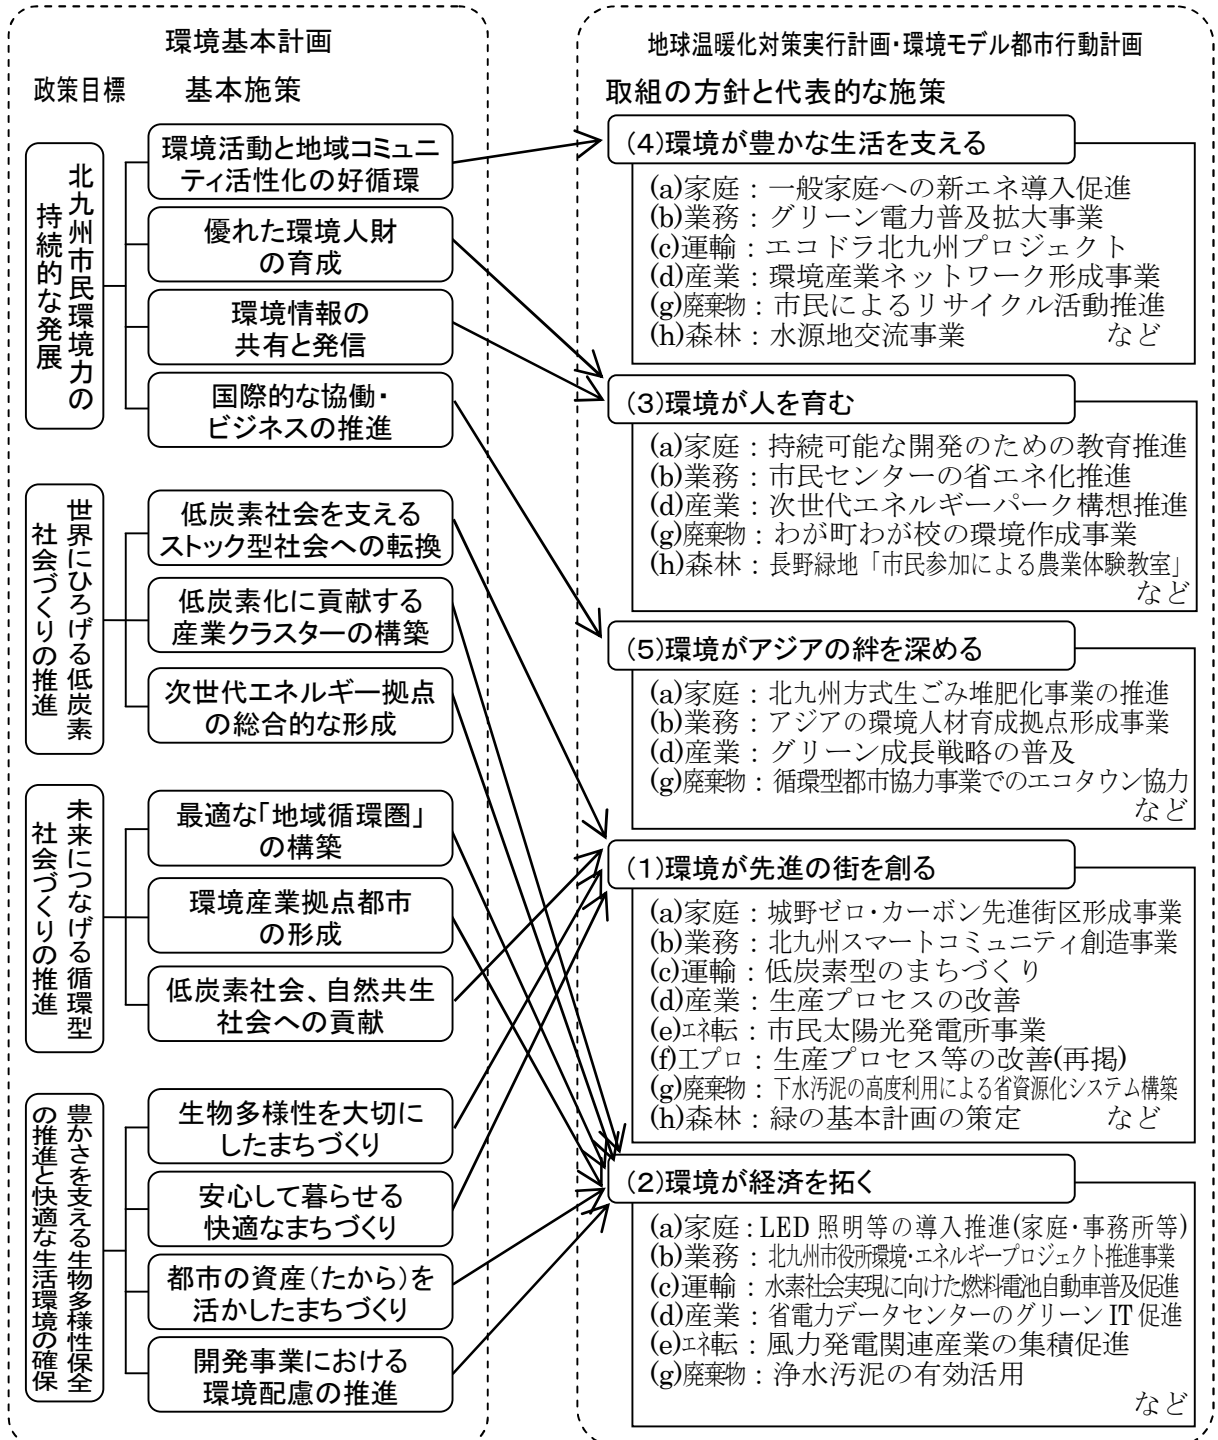 環境基本計画
政策目標 基本施策
北九州市民環境力の
持続的な発展
環境活動と地域コミュニ
ティ活性化の好循環
優れた環境人財
の育成
環境情報の
共有と発信
国際的な協働・
ビジネスの推進
世界にひろげる低炭素
社会づくりの推進
低炭素社会を支える
ストック型社会への転換
低炭素化に貢献する
産業クラスターの構築
次世代エネルギー拠点
の総合的な形成
未来につなげる循環型
社会づくりの推進
最適な「地域循環圏」
の構築
環境産業拠点都市
の形成
低炭素社会、自然共生
社会への貢献
豊かさを支える生物多様性保全
の推進と快適な生活環境の確保
生物多様性を大切に
したまちづくり
安心して暮らせる
快適なまちづくり
都市の資産(たから)を
活かしたまちづくり
開発事業における
環境配慮の推進
地球温暖化対策実行計画・環境モデル都市行動計画
取組の方針と代表的な施策
(4)環境が豊かな生活を支える
(a)家庭：一般家庭への新エネ導入促進
(b)業務：グリーン電力普及拡大事業
(c)運輸：エコドラ北九州プロジェクト
(d)産業：環境産業ネットワーク形成事業
(g)廃棄物：市民によるリサイクル活動推進
(h)森林：水源地交流事業 など
(3)環境が人を育む
(a)家庭：持続可能な開発のための教育推進
(b)業務：市民センターの省エネ化推進
(d)産業：次世代エネルギーパーク構想推進
(g)廃棄物：わが町わが校の環境作成事業
(h)森林：長野緑地「市民参加による農業体験教室」
など
(5)環境がアジアの絆を深める
(a)家庭：北九州方式生ごみ堆肥化事業の推進
(b)業務：アジアの環境人材育成拠点形成事業
(d)産業：グリーン成長戦略の普及
(g)廃棄物：循環型都市協力事業でのエコタウン協力
など
(1)環境が先進の街を創る
(a)家庭：城野ゼロ・カーボン先進街区形成事業
(b)業務：北九州スマートコミュニティ創造事業
(c)運輸：低炭素型のまちづくり
(d)産業：生産プロセスの改善
(e)エネ転：市民太陽光発電所事業
(f)工プロ：生産プロセス等の改善(再掲)
(g)廃棄物：下水汚泥の高度利用による省資源化システム構築
(h)森林：緑の基本計画の策定 など
(2)環境が経済を拓く
(a)家庭：LED 照明等の導入推進(家庭・事務所等)
(b)業務：北九州市役所環境・エネルギープロジェクト推進事業
(c)運輸：水素社会実現に向けた燃料電池自動車普及促進
(d)産業：省電力データセンターのグリーン IT 促進
(e)エネ転：風力発電関連産業の集積促進
(g)廃棄物：浄水汚泥の有効活用
など